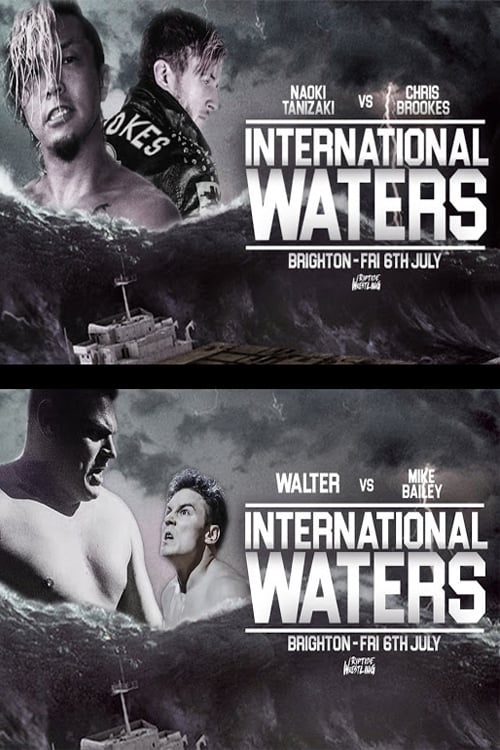 NAOKI TANIZAKI VS CHRIS BROOKES
OKES
INTERNATIONAL
WATERS
BRIGHTON - FRI 6TH JULY
RIPTIDE
WRESTLING
WALTER VS MIKE BAILEY
INTERNATIONAL
WATERS
BRIGHTON - FRI 6TH JULY
RIPTIDE
WRESTLING